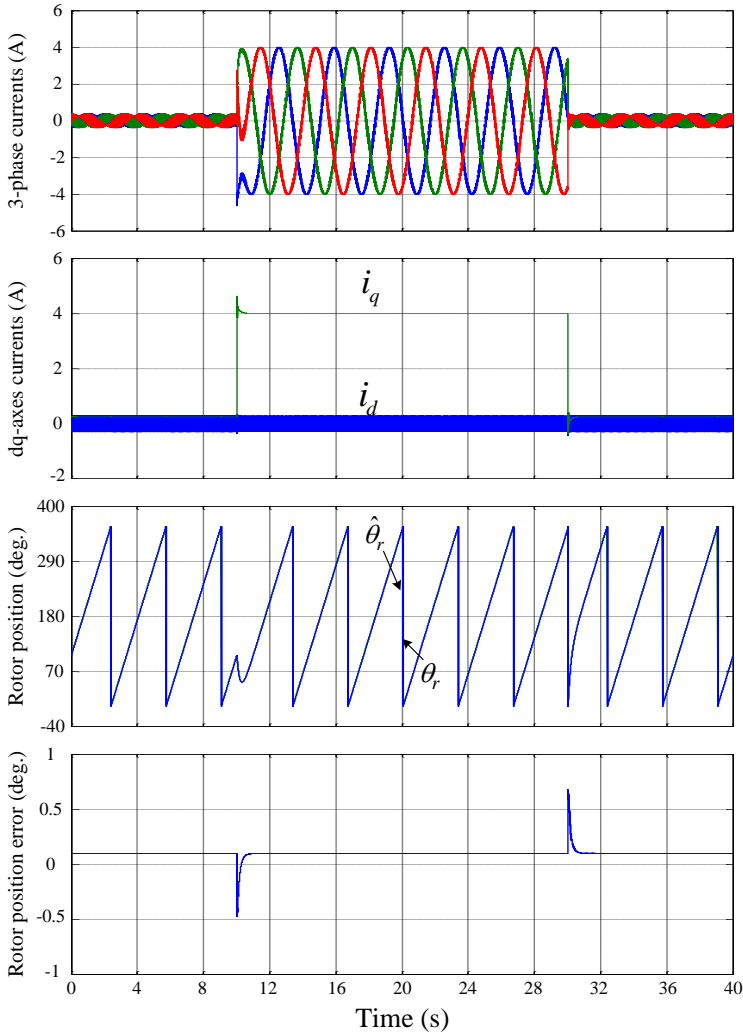 3-phase currents (A)
6
4
2
0
-2
-4
-6
dq-axes currents (A)
6
4
2
0
-2
i_q
i_d
Rotor position (deg.)
400
290
180
70
-40
θ̂_r
θ_r
Rotor position error (deg.)
1
0.5
0
-0.5
-1
0 4 8 12 16 20 24 28 32 36 40
Time (s)